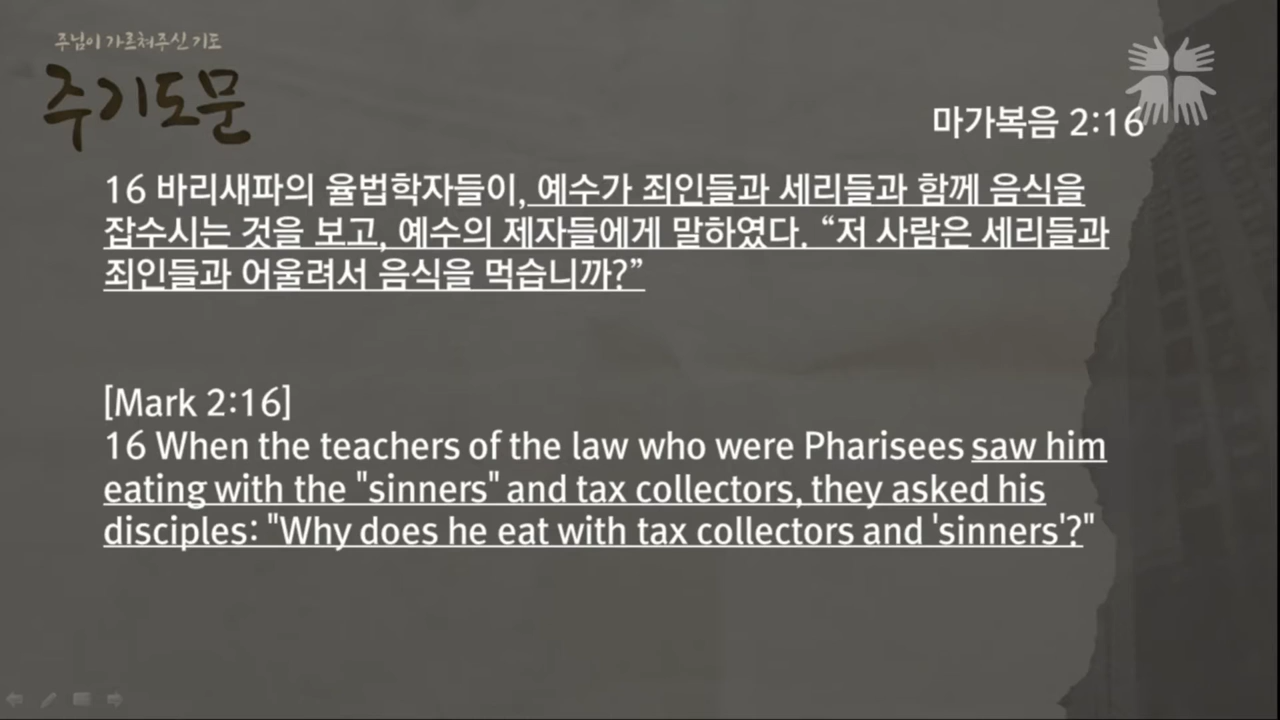 주님이 가르쳐주신 기도
주기도문
마가복음 2:16
16 바리새파의 율법학자들이, 예수가 죄인들과 세리들과 함께 음식을
잡수시는 것을 보고, 예수의 제자들에게 말하였다. “저 사람은 세리들과
죄인들과 어울려서 음식을 먹습니까?”
[Mark 2:16]
16 When the teachers of the law who were Pharisees saw him
eating with the "sinners" and tax collectors, they asked his
disciples: "Why does he eat with tax collectors and 'sinners'?"